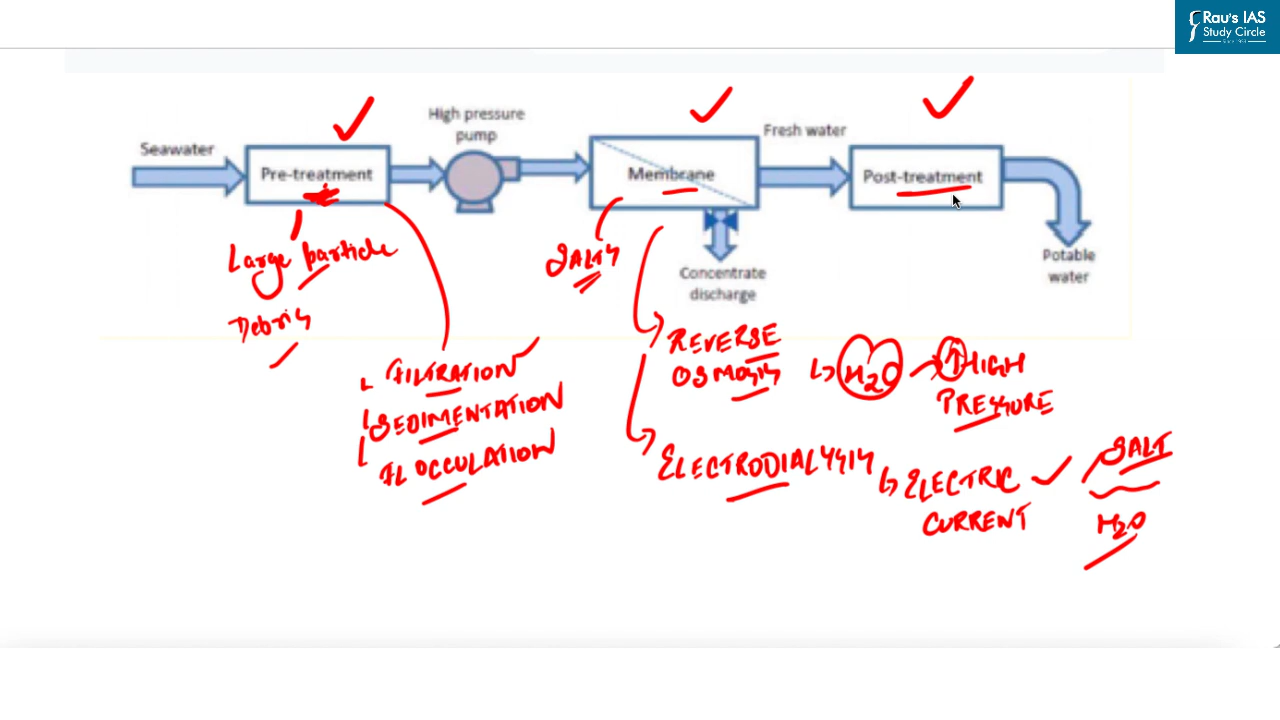 Rau's IAS
Study Circle
High pressure
pump
Seawater
Pre-treatment
Membrane
Fresh water
Post-treatment
Concentrate
discharge
Potable
water
Large particle
Debris
FILTRATION
SEDIMENTATION
FLOCCULATION
SALTS
REVERSE
OSMOSIS
H2O
↑HIGH
PRESSURE
ELECTRODIALYSIS
ELECTRIC
CURRENT
SALT
H2O